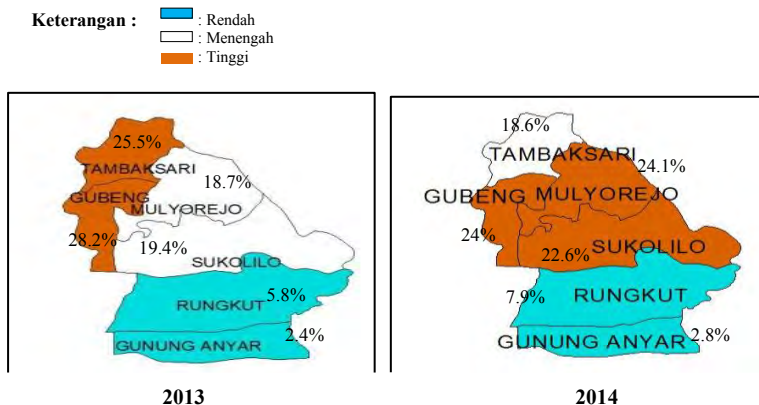 Keterangan :
: Rendah
: Menengah
: Tinggi
25.5%
TAMBAKSARI
18.7%
GUBENG
MULYOREJO
28.2%
19.4%
SUKOLILO
RUNGKUT
5.8%
2.4%
GUNUNG ANYAR
2013
18.6%
TAMBAKSARI
24.1%
GUBENG
MULYOREJO
24%
22.6%
SUKOLILO
7.9%
RUNGKUT
2.8%
GUNUNG ANYAR
2014